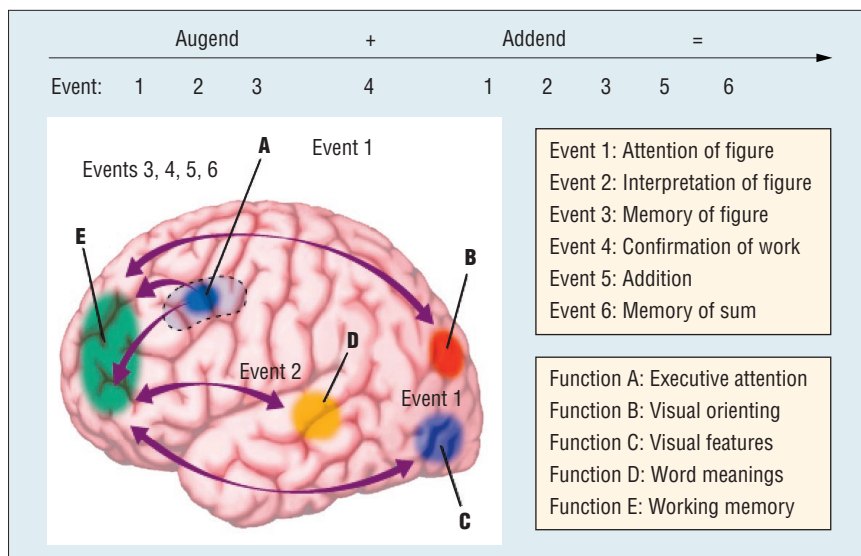 Augend + Addend =
Event: 1 2 3 4 1 2 3 5 6
A
Event 1
Events 3, 4, 5, 6
E
B
D
Event 2
Event 1
C
Event 1: Attention of figure
Event 2: Interpretation of figure
Event 3: Memory of figure
Event 4: Confirmation of work
Event 5: Addition
Event 6: Memory of sum
Function A: Executive attention
Function B: Visual orienting
Function C: Visual features
Function D: Word meanings
Function E: Working memory